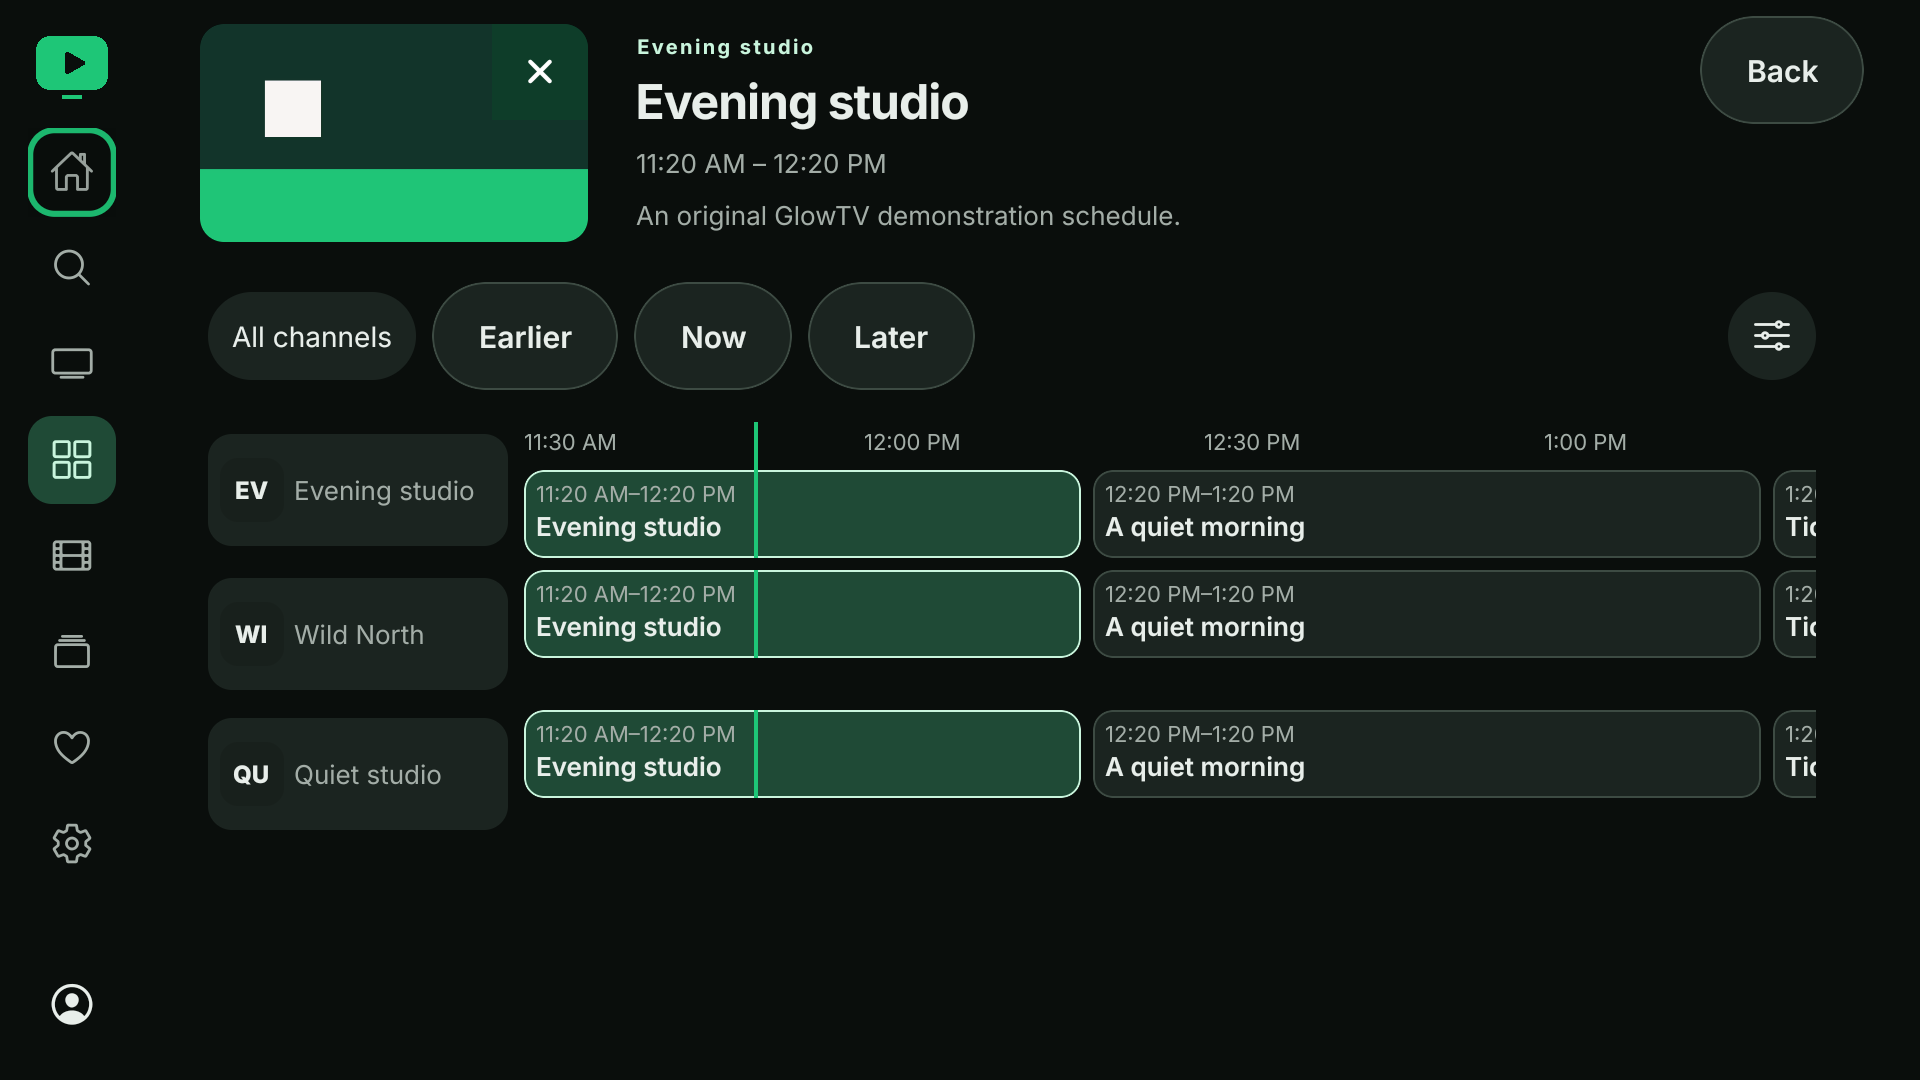 Evening studio
Evening studio
11:20 AM – 12:20 PM
An original GlowTV demonstration schedule.
Back
All channels
Earlier
Now
Later
11:30 AM
12:00 PM
12:30 PM
1:00 PM
EV
Evening studio
11:20 AM–12:20 PM
Evening studio
12:20 PM–1:20 PM
A quiet morning
WI
Wild North
11:20 AM–12:20 PM
Evening studio
12:20 PM–1:20 PM
A quiet morning
QU
Quiet studio
11:20 AM–12:20 PM
Evening studio
12:20 PM–1:20 PM
A quiet morning